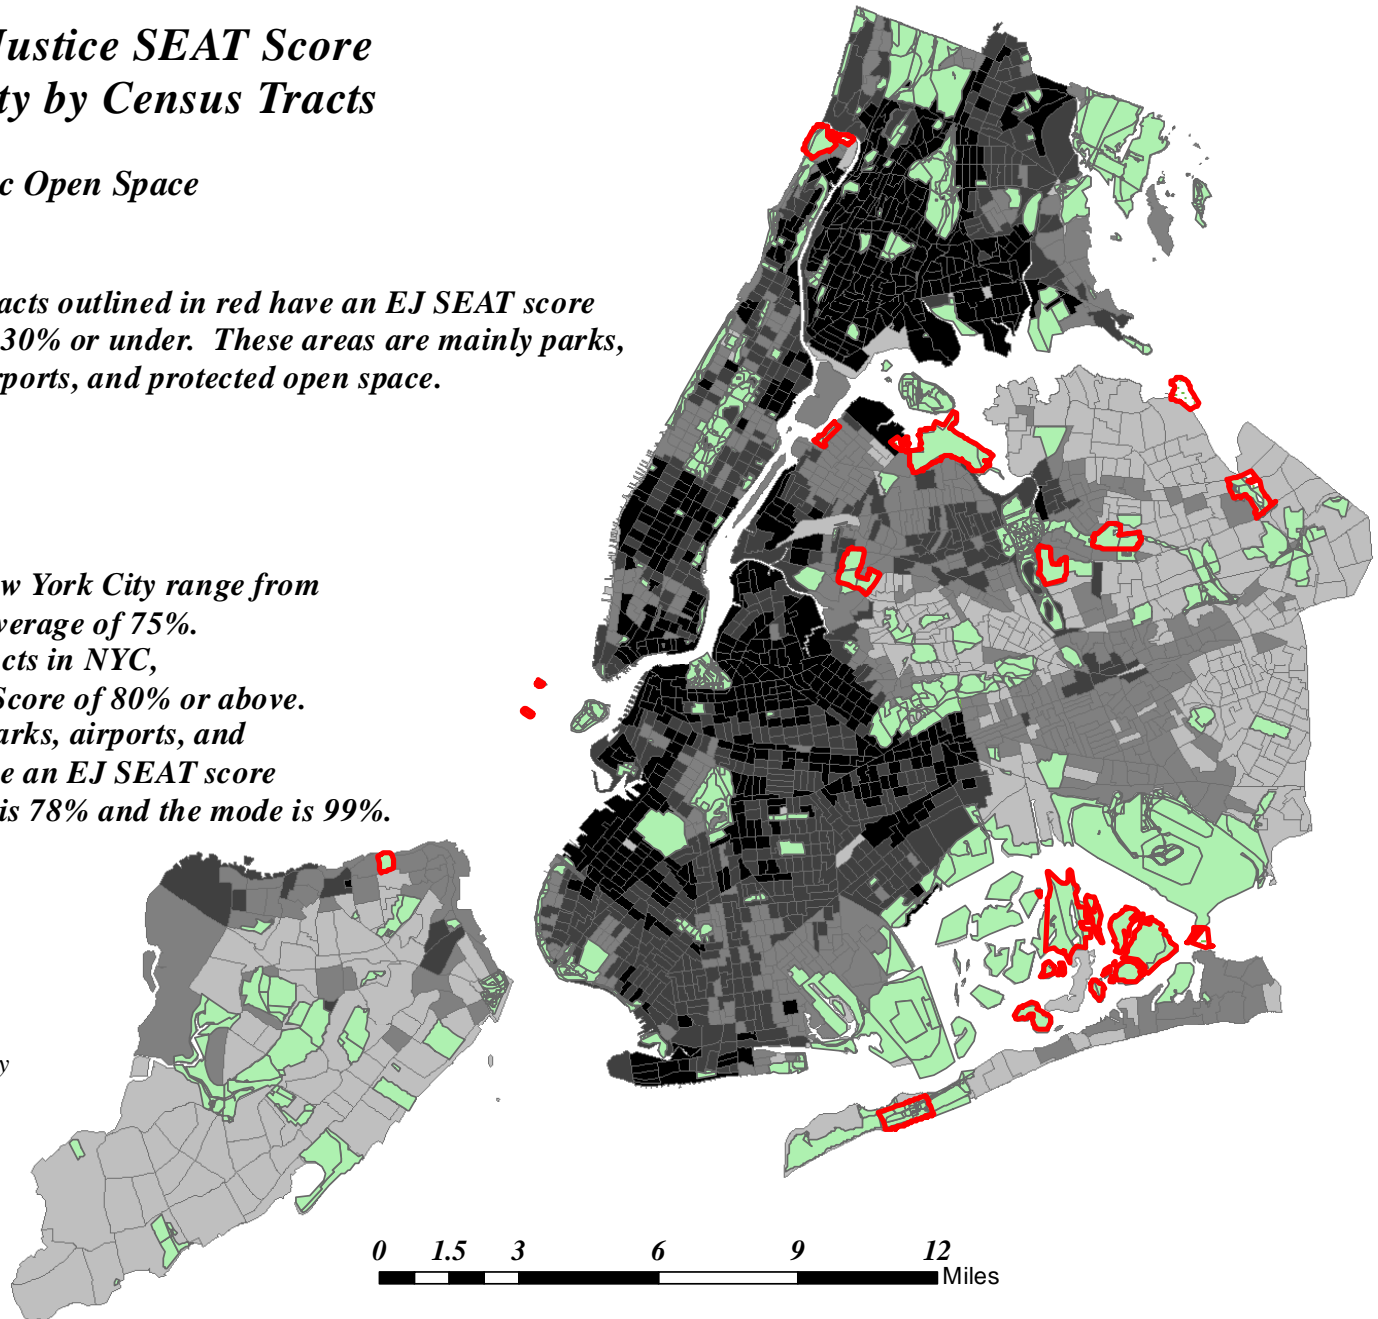 Justice SEAT Score
ty by Census Tracts
c Open Space
acts outlined in red have an EJ SEAT score
30% or under. These areas are mainly parks,
rports, and protected open space.
w York City range from
verage of 75%.
cts in NYC,
Score of 80% or above.
arks, airports, and
e an EJ SEAT score
is 78% and the mode is 99%.
y
0 1.5 3 6 9 12
Miles